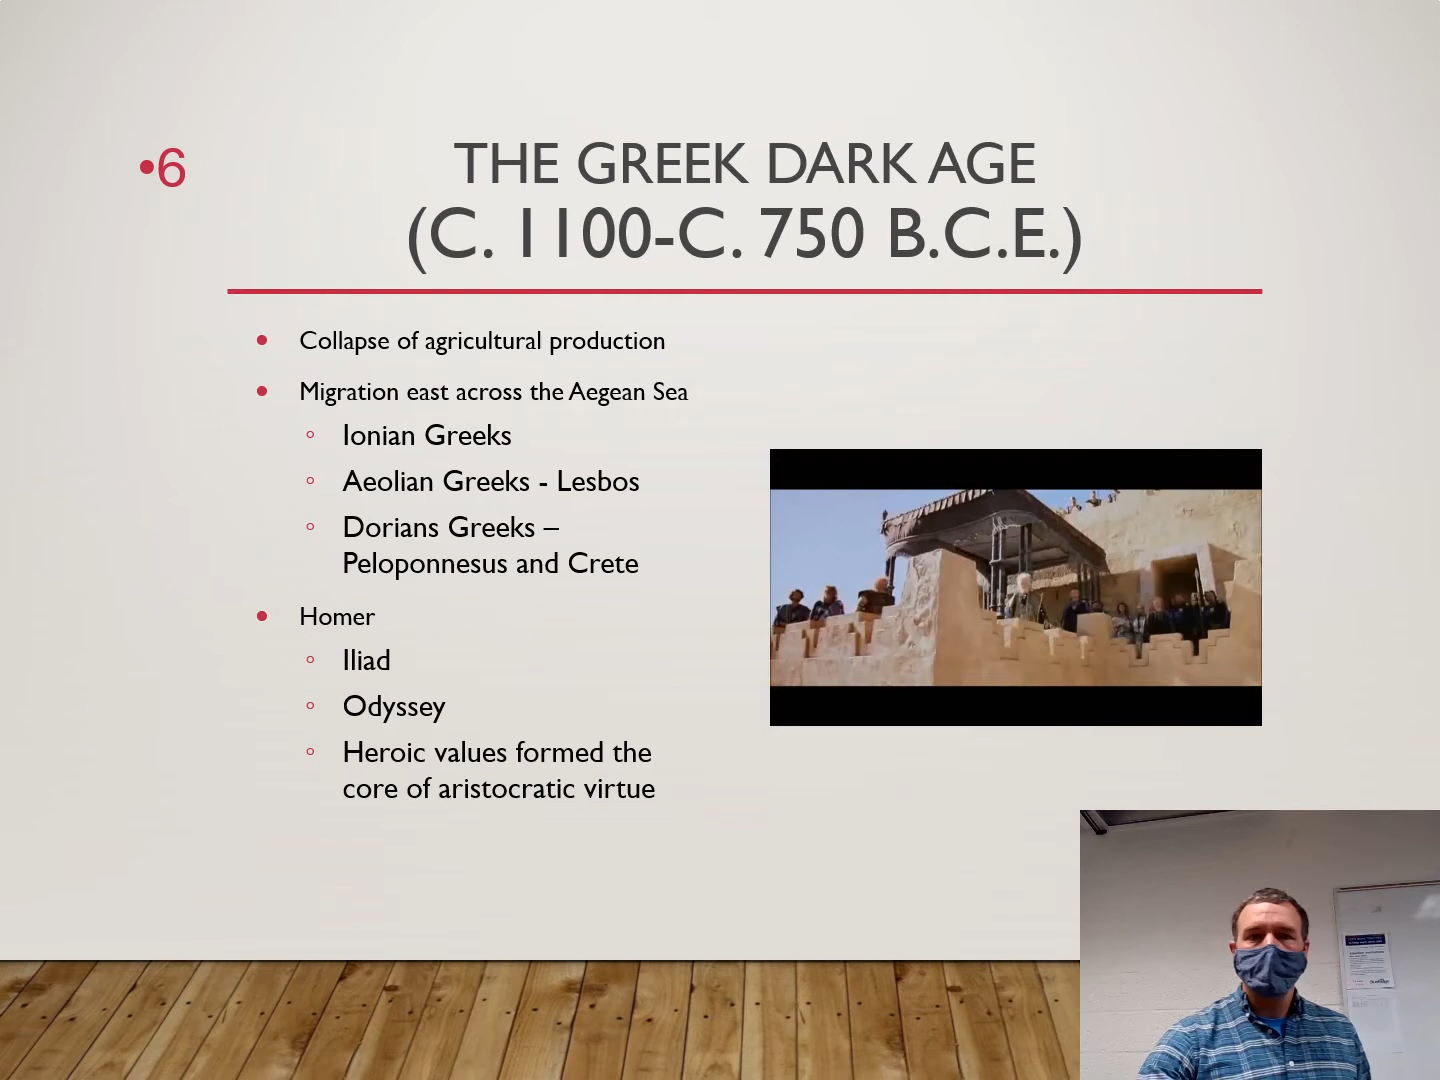 •6
THE GREEK DARK AGE
(C. 1100-C. 750 B.C.E.)
• Collapse of agricultural production
• Migration east across the Aegean Sea
◦ Ionian Greeks
◦ Aeolian Greeks - Lesbos
◦ Dorians Greeks –
Peloponnesus and Crete
• Homer
◦ Iliad
◦ Odyssey
◦ Heroic values formed the
core of aristocratic virtue